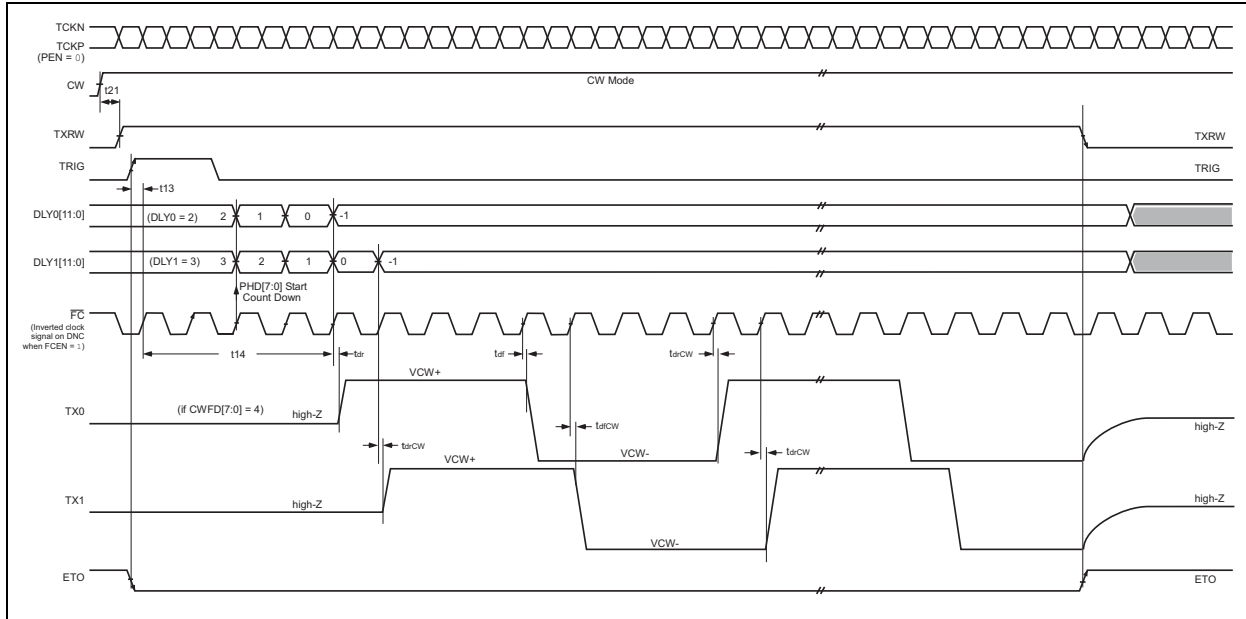 TCKN
TCKP
(PEN = 0)
CW
CW Mode
t21
TXRW
TXRW
TRIG
TRIG
t13
DLY0[11:0]
(DLY0 = 2) 2 1 0 -1
DLY1[11:0]
(DLY1 = 3) 3 2 1 0 -1
PHD[7:0] Start
Count Down
FC
(Inverted clock
signal on DNC
when FCEN = 1)
t14
tdr
tdf
tdrCW
VCW+
TX0
(if CWFD[7:0] = 4)
high-Z
tdfCW
high-Z
tdrCW
tdrCW
VCW+
VCW-
TX1
high-Z
high-Z
VCW-
ETO
ETO